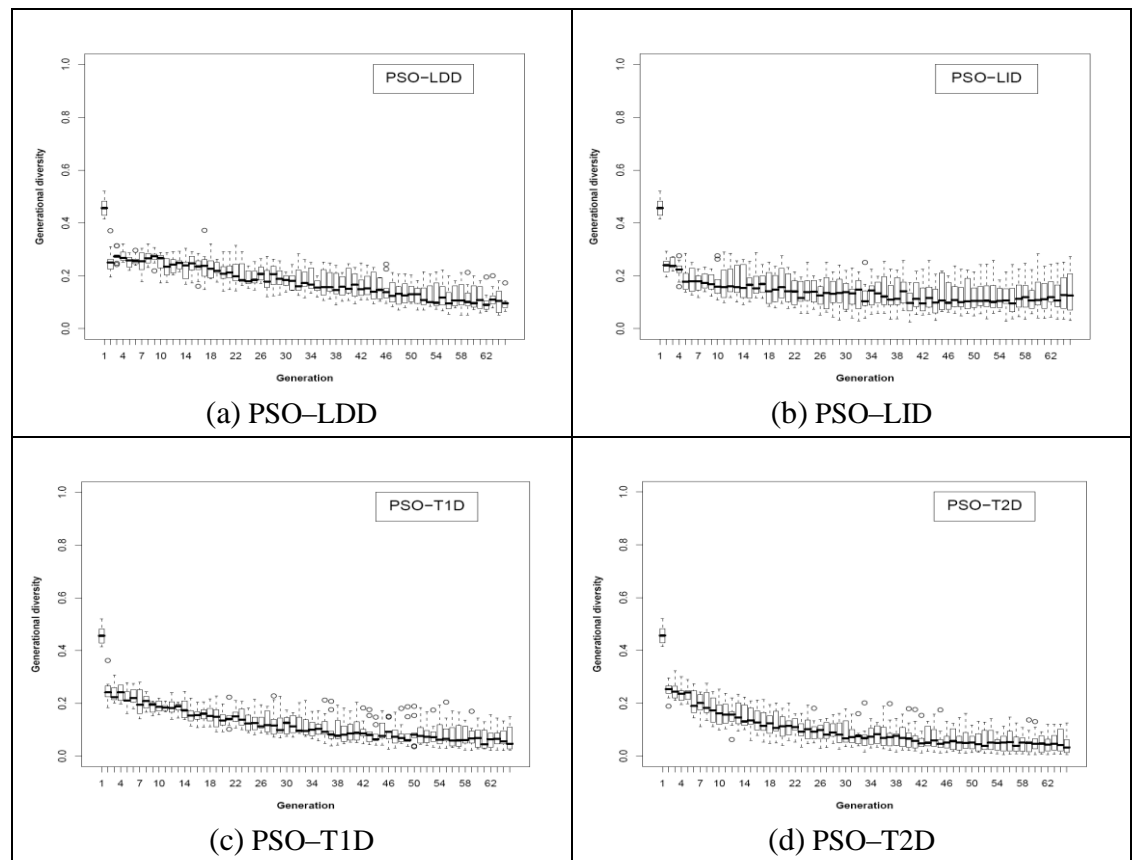 PSO−LDD
Generational diversity
1.0
0.8
0.6
0.4
0.2
0.0
1 4 7 10 14 18 22 26 30 34 38 42 46 50 54 58 62
Generation
(a) PSO–LDD
PSO−LID
Generational diversity
1.0
0.8
0.6
0.4
0.2
0.0
1 4 7 10 14 18 22 26 30 34 38 42 46 50 54 58 62
Generation
(b) PSO–LID
PSO−T1D
Generational diversity
1.0
0.8
0.6
0.4
0.2
0.0
1 4 7 10 14 18 22 26 30 34 38 42 46 50 54 58 62
Generation
(c) PSO–T1D
PSO−T2D
Generational diversity
1.0
0.8
0.6
0.4
0.2
0.0
1 4 7 10 14 18 22 26 30 34 38 42 46 50 54 58 62
Generation
(d) PSO–T2D